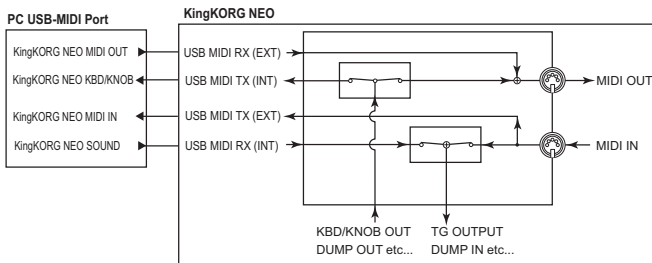 KingKORG NEO
PC USB-MIDI Port
KingKORG NEO MIDI OUT
USB MIDI RX (EXT)
KingKORG NEO KBD/KNOB
USB MIDI TX (INT)
MIDI OUT
KingKORG NEO MIDI IN
USB MIDI TX (EXT)
KingKORG NEO SOUND
USB MIDI RX (INT)
MIDI IN
KBD/KNOB OUT
DUMP OUT etc...
TG OUTPUT
DUMP IN etc...